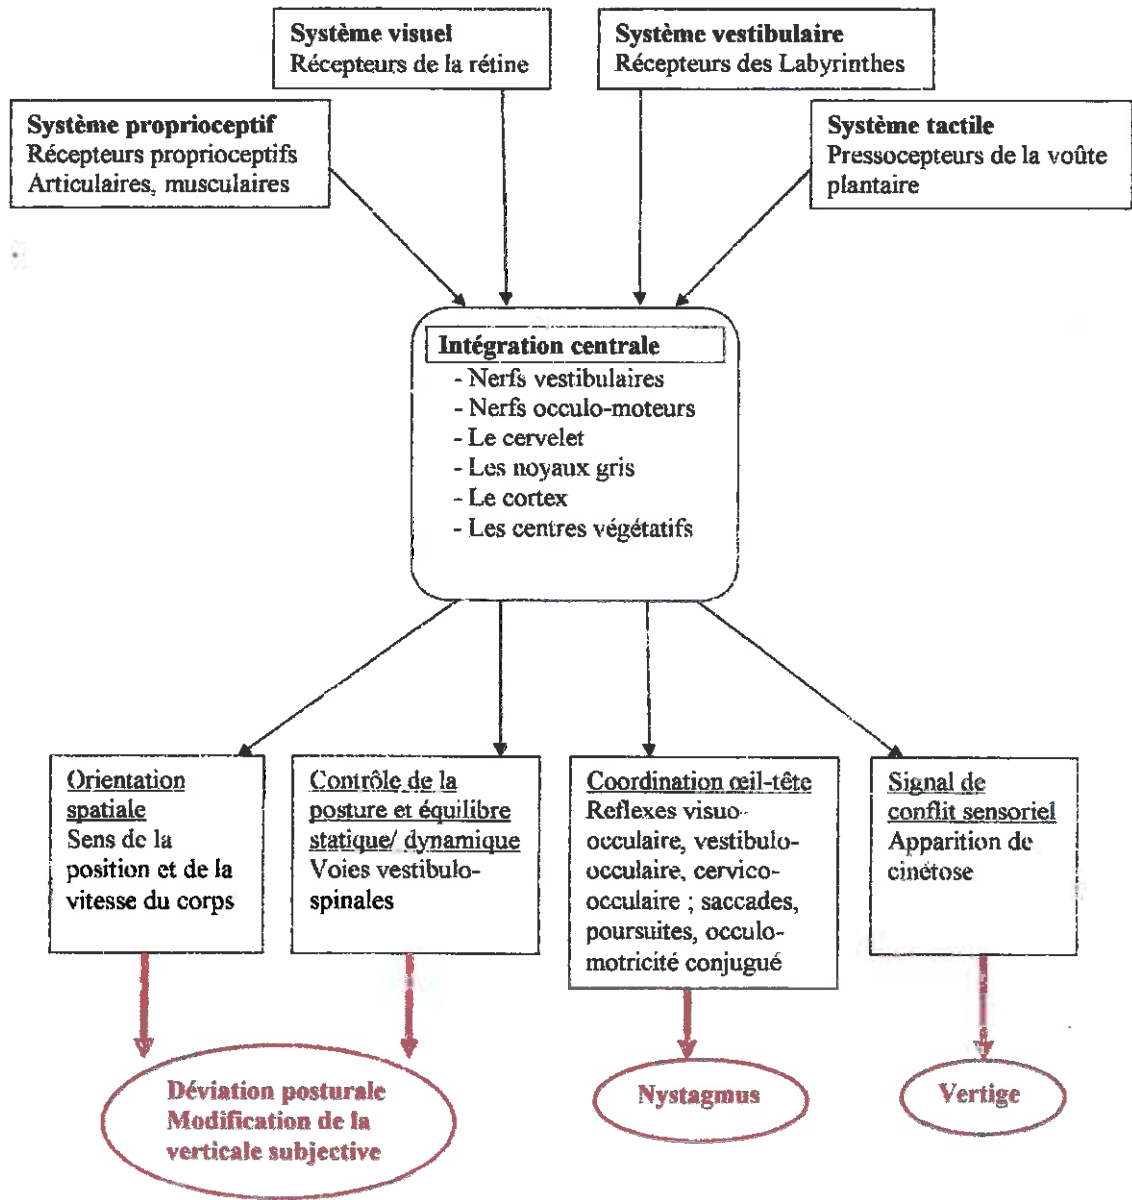 Système visuel
Récepteurs de la rétine
Système vestibulaire
Récepteurs des Labyrinthes
Système proprioceptif
Récepteurs proprioceptifs
Articulaires, musculaires
Système tactile
Pressocepteurs de la voûte
plantaire
Intégration centrale
- Nerfs vestibulaires
- Nerfs occulo-moteurs
- Le cervelet
- Les noyaux gris
- Le cortex
- Les centres végétatifs
Orientation
spatiale
Sens de la
position et de la
vitesse du corps
Contrôle de la
posture et équilibre
statique/ dynamique
Voies vestibulo-
spinales
Coordination œil-tête
Reflexes visuo-
occulaire, vestibulo-
occulaire, cervico-
occulaire ; saccades,
poursuites, occulo-
motricité conjugué
Signal de
conflit sensoriel
Apparition de
cinétose
Déviation posturale
Modification de la
verticale subjective
Nystagmus
Vertige